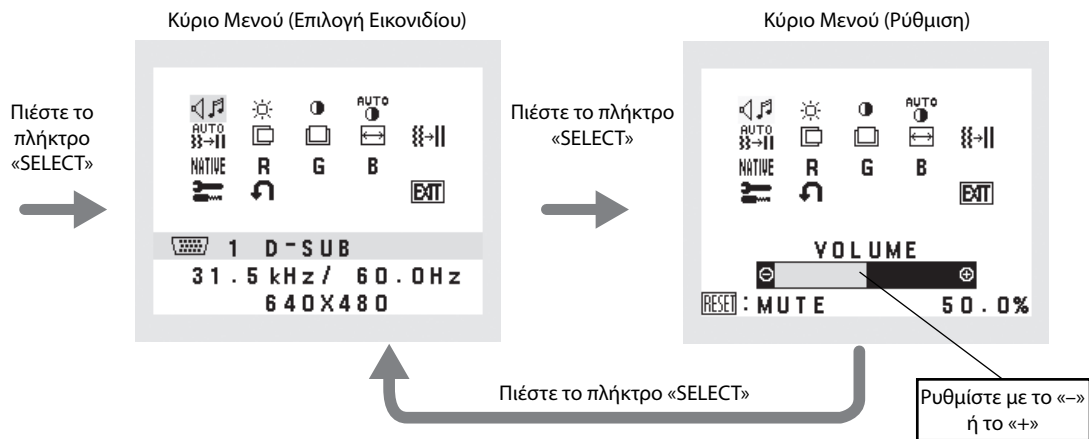 Κύριο Μενού (Επιλογή Εικονιδίου)
Κύριο Μενού (Ρύθμιση)
Πιέστε το
πλήκτρο
«SELECT»
AUTO
AUTO
NATIVE R G B
EXIT
1 D-SUB
31.5 kHz/ 60.0Hz
640X480
Πιέστε το πλήκτρο
«SELECT»
AUTO
AUTO
NATIVE R G B
EXIT
VOLUME
RESET : MUTE 50.0%
Πιέστε το πλήκτρο «SELECT»
Ρυθμίστε με το «–»
ή το «+»